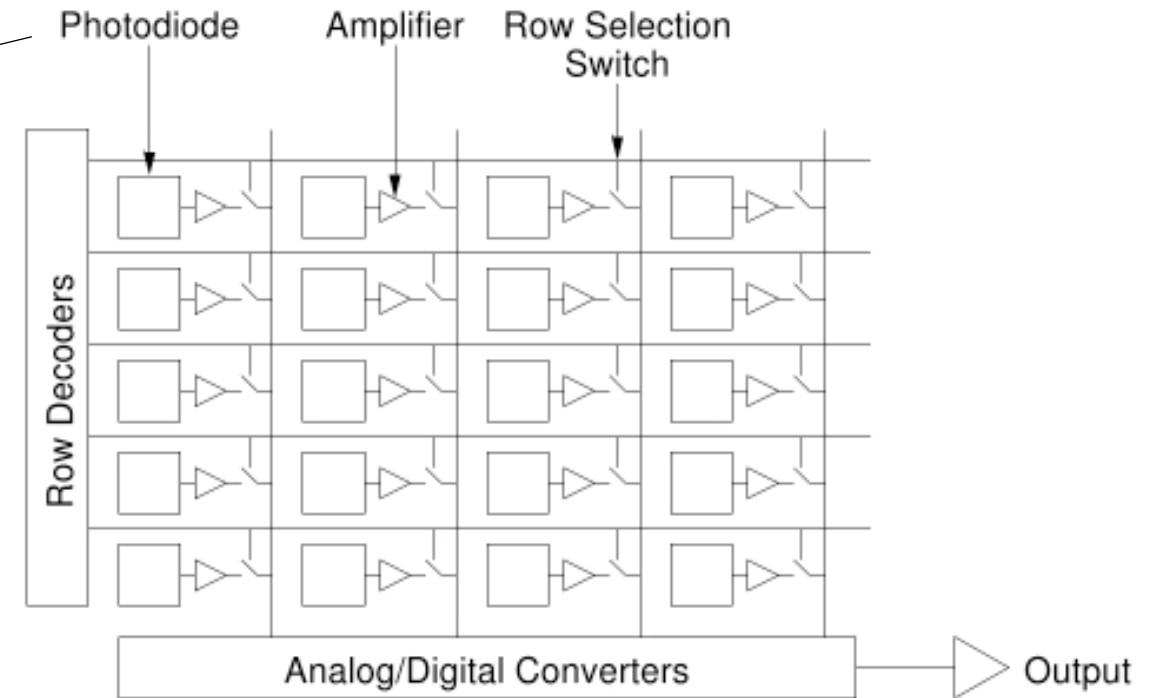 Photodiode
Amplifier
Row Selection
Switch
Row Decoders
Analog/Digital Converters
Output